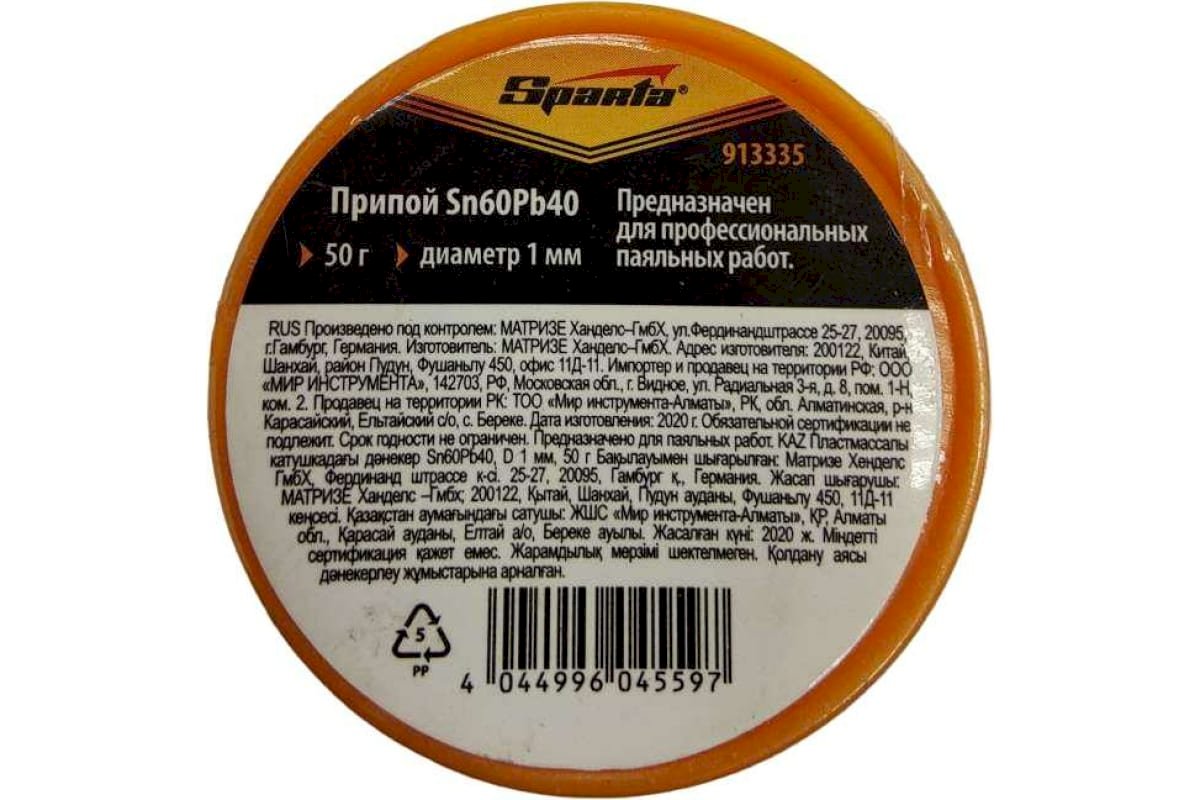 Sparta®
913335
Припой Sn60Pb40
50 г диаметр 1 мм
Предназначен
для профессиональных
паяльных работ.
RUS Произведено под контролем: МАТРИЗЕ Ханделс–ГмбХ, ул.Фердинандштрассе 25-27, 20095,
г.Гамбург, Германия. Изготовитель: МАТРИЗЕ Ханделс–ГмбХ. Адрес изготовителя: 200122, Китай,
Шанхай, район Пудун, Фушаньлу 450, офис 11Д-11. Импортер и продавец на территории РФ: ООО
«МИР ИНСТРУМЕНТА», 142703, РФ, Московская обл., г. Видное, ул. Радиальная 3-я, д. 8, пом. 1-Н,
ком. 2. Продавец на территории РК: ТОО «Мир инструмента-Алматы», РК, обл. Алматинская, р-н
Карасайский, Ельтайский с/о, с. Береке. Дата изготовления: 2020 г. Обязательной сертификации не
подлежит. Срок годности не ограничен. Предназначено для паяльных работ. KAZ Пластмассалы
катушкадағы дәнекер Sn60Pb40, D 1 мм, 50 г Бақылауымен шығарылған: Матризе Хенделс
ГмбХ, Фердинанд штрассе к-сі. 25-27, 20095, Гамбург қ., Германия. Жасап шығарушы:
МАТРИЗЕ Ханделс –Гмбх; 200122, Қытай, Шанхай, Пудун ауданы, Фушаньлу 450, 11Д-11
кеңсесі. Қазақстан аумағындағы сатушы: ЖШС «Мир инструмента-Алматы», ҚР, Алматы
обл., Қарасай ауданы, Елтай а/о, Береке ауылы. Жасалған күні: 2020 ж. Міндетті
сертификация қажет емес. Жарамдылық мерзімі шектелмеген. Қолдану аясы
дәнекерлеу жұмыстарына арналған.
5
PP
4 044996 045597